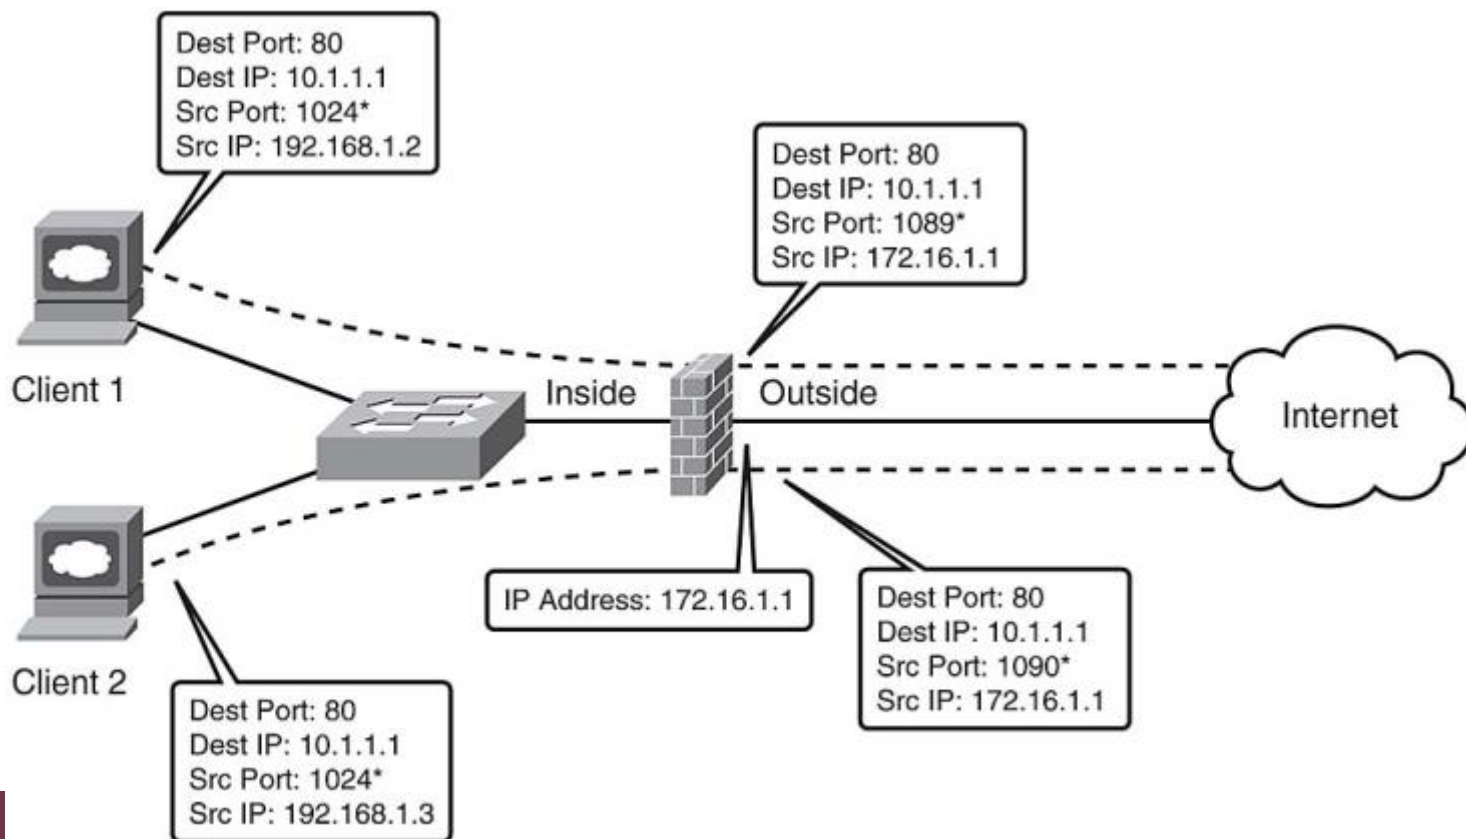 Dest Port: 80
Dest IP: 10.1.1.1
Src Port: 1024*
Src IP: 192.168.1.2
Dest Port: 80
Dest IP: 10.1.1.1
Src Port: 1089*
Src IP: 172.16.1.1
Client 1
Inside
Outside
Internet
IP Address: 172.16.1.1
Dest Port: 80
Dest IP: 10.1.1.1
Src Port: 1090*
Src IP: 172.16.1.1
Client 2
Dest Port: 80
Dest IP: 10.1.1.1
Src Port: 1024*
Src IP: 192.168.1.3